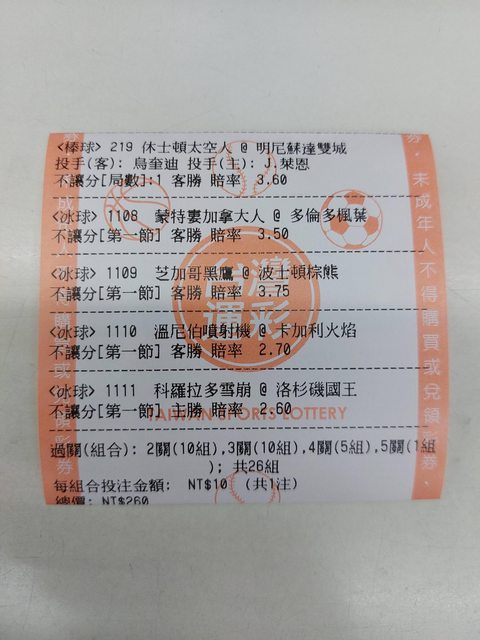 <棒球> 219 休士頓太空人 @ 明尼蘇達雙城
投手(客): 烏奎迪 投手(主): J.萊恩
不讓分[局數]:1 客勝 賠率 3.60
<冰球> 1108 蒙特婁加拿大人 @ 多倫多楓葉
不讓分[第一節] 客勝 賠率 3.50
<冰球> 1109 芝加哥黑鷹 @ 波士頓棕熊
不讓分[第一節] 客勝 賠率 3.75
<冰球> 1110 溫尼伯噴射機 @ 卡加利火焰
不讓分[第一節] 客勝 賠率 2.70
<冰球> 1111 科羅拉多雪崩 @ 洛杉磯國王
不讓分[第一節] 主勝 賠率 2.60
過關(組合): 2關(10組),3關(10組),4關(5組),5關(1組
); 共26組
每組合投注金額: NT$10 (共1注)
總價: NT$260
台灣
運彩
TAIWAN SPORTS LOTTERY
券．未成年人不得購買或兌領彩券．